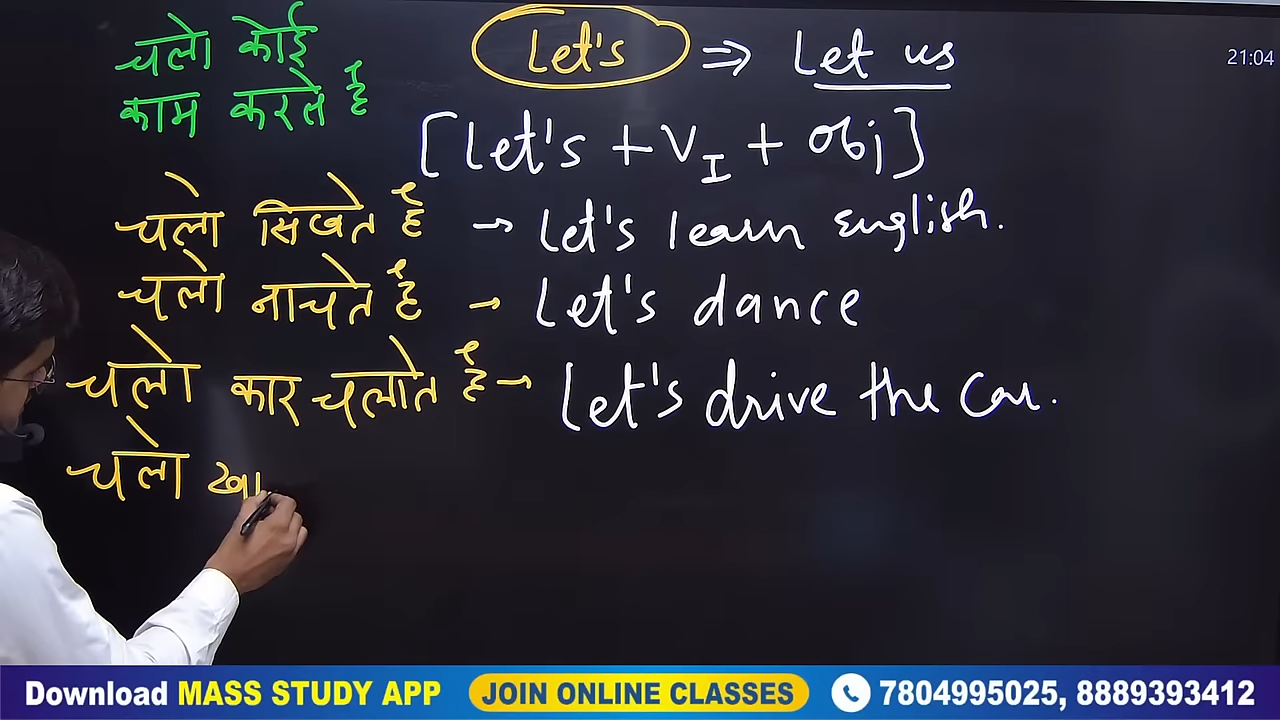 चलो कोई
काम करते है
Let's ⇒ Let us
21:04
[Let's + V_I + obj]
चलो सिखते है → Let's learn English.
चलो नाचते है → Let's dance
चलो कार चलाते है → Let's drive the car.
चलो खा
Download MASS STUDY APP JOIN ONLINE CLASSES 7804995025, 8889393412